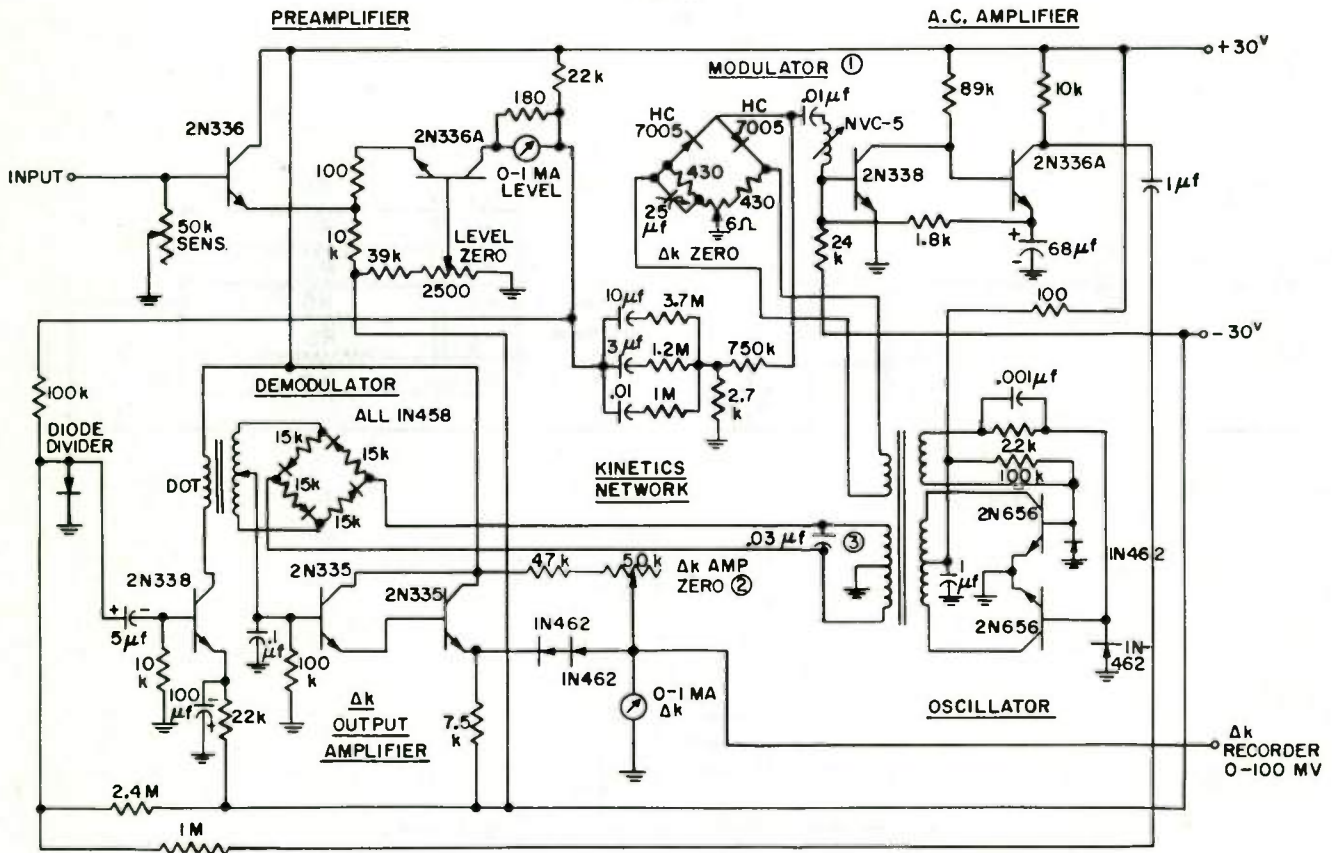 PREAMPLIFIER
A.C. AMPLIFIER
+30V
22k
MODULATOR ①
180
HC
7005
HC
7005
.01μf
NVC-5
89k
10k
2N336
2N336A
2N338
2N336A
INPUT
100
0-1 MA
LEVEL
430
430
1μf
50k
SENS.
10
k
39k
LEVEL
ZERO
2500
25
μf
6Ω
Δk ZERO
24
k
1.8k
+
68μf
-
100
-30V
10μf
3.7M
3μf
1.2M
.01
1M
750k
2.7
k
100k
DEMODULATOR
ALL IN458
DIODE
DIVIDER
DOT
15k
15k
15k
15k
KINETICS
NETWORK
.001μf
22k
100k
2N656
IN462
2N656
IN-
462
.03μf
③
1
μf
2N338
2N335
2N335
47k
50k
Δk AMP
ZERO ②
+
-
5μf
10
k
.1
μf
100
k
IN462
IN462
100
μf
-
+
22k
Δk
OUTPUT
AMPLIFIER
7.5
k
0-1 MA
Δk
OSCILLATOR
Δk
RECORDER
0-100 MV
2.4M
1M